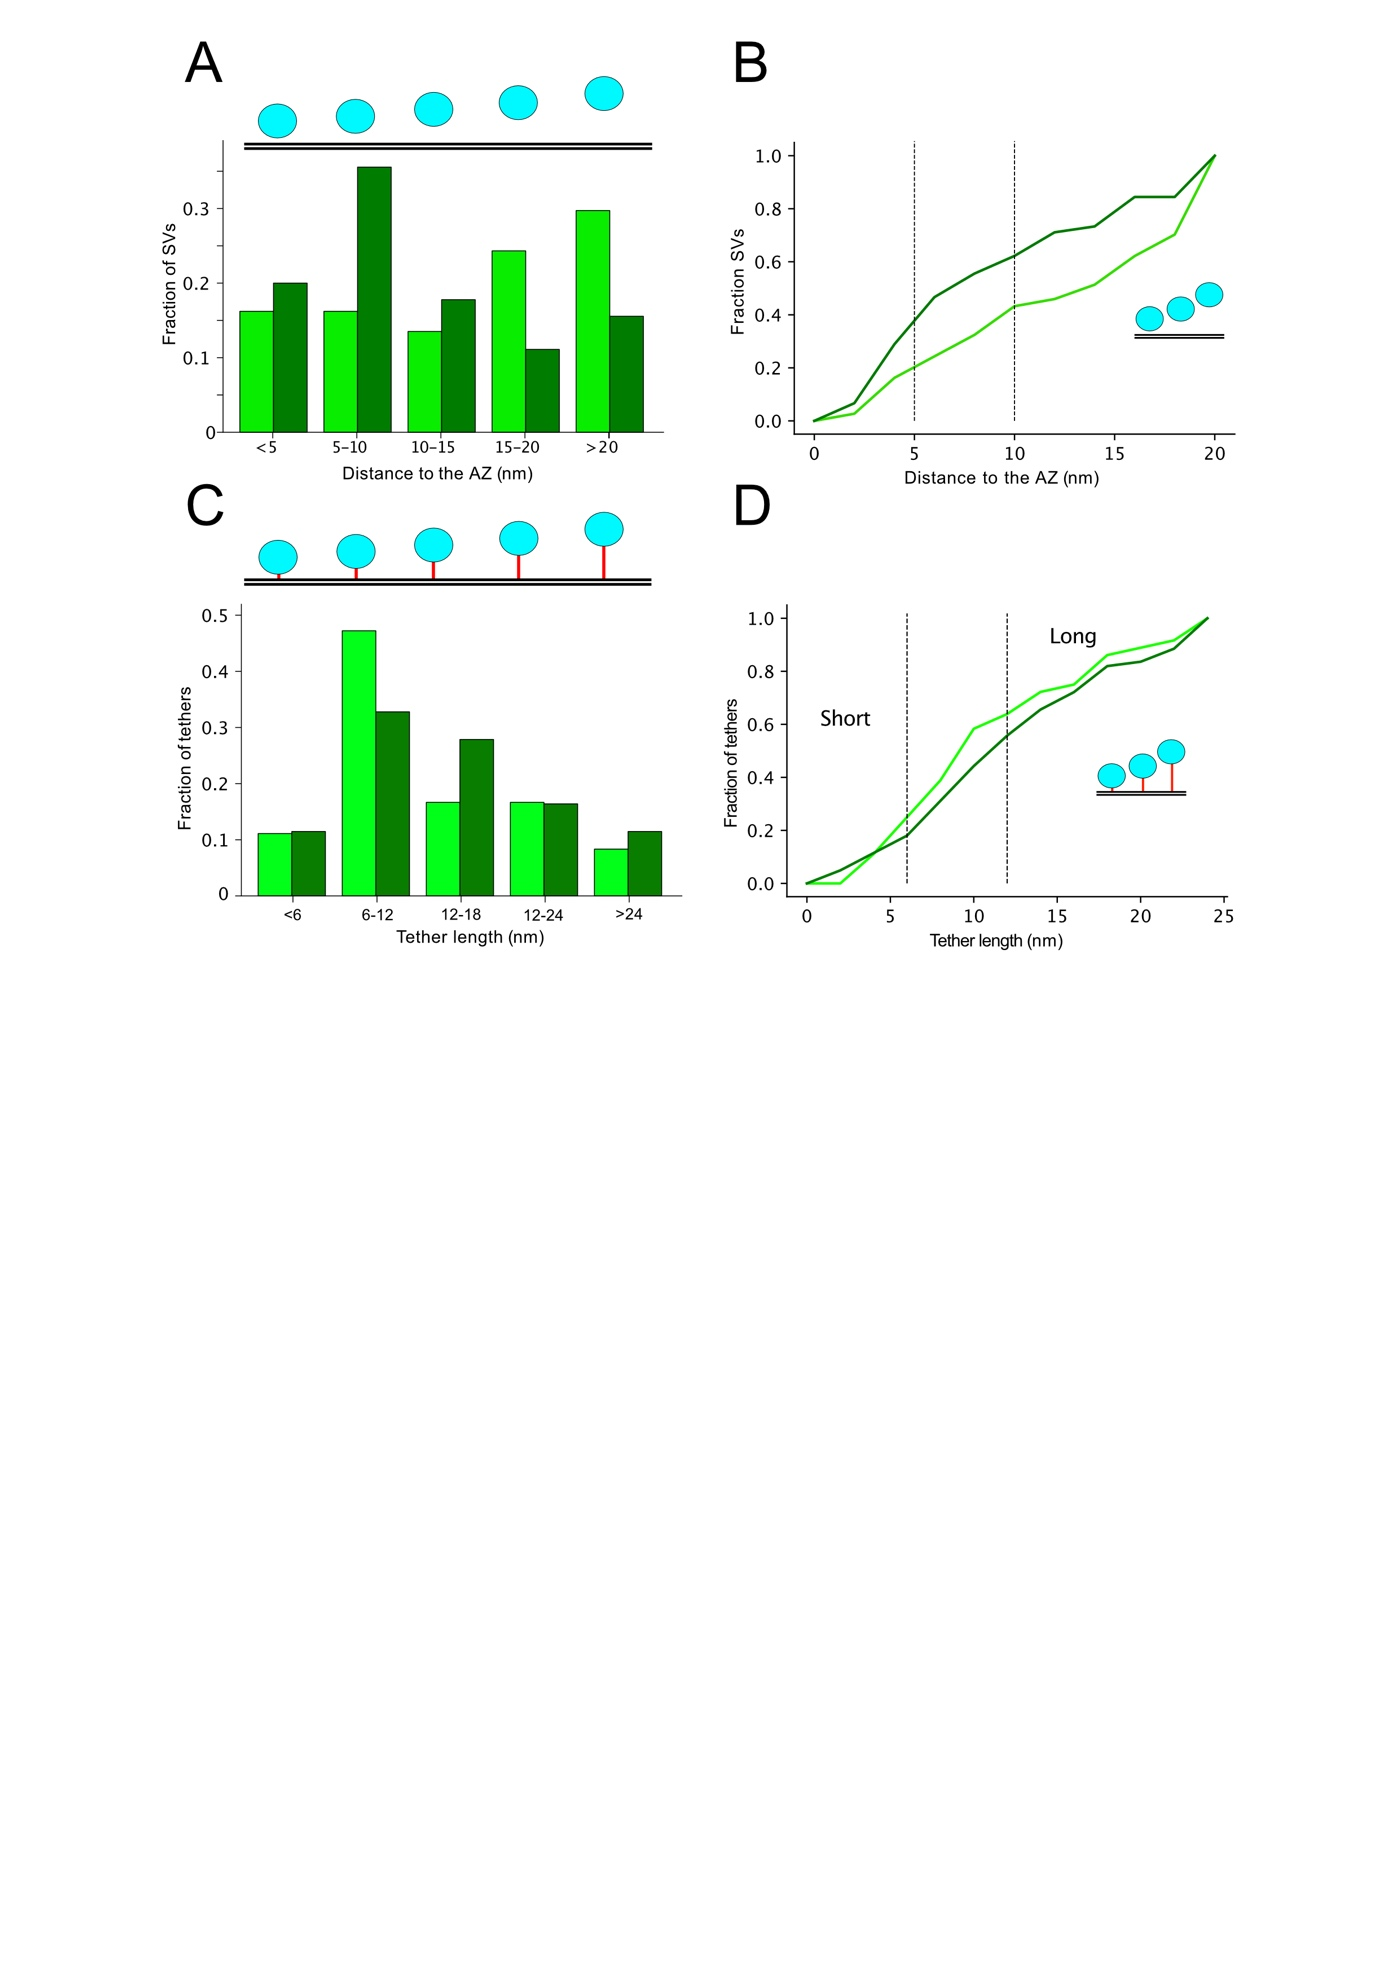 A
Fraction of SVs
0.3
0.2
0.1
0
<5 5–10 10–15 15–20 >20
Distance to the AZ (nm)
B
Fraction SVs
1.0
0.8
0.6
0.4
0.2
0.0
0 5 10 15 20
Distance to the AZ (nm)
C
Fraction of tethers
0.5
0.4
0.3
0.2
0.1
0
<6 6-12 12-18 12-24 >24
Tether length (nm)
D
Fraction of tethers
1.0
0.8
0.6
0.4
0.2
0.0
Short
Long
0 5 10 15 20 25
Tether length (nm)